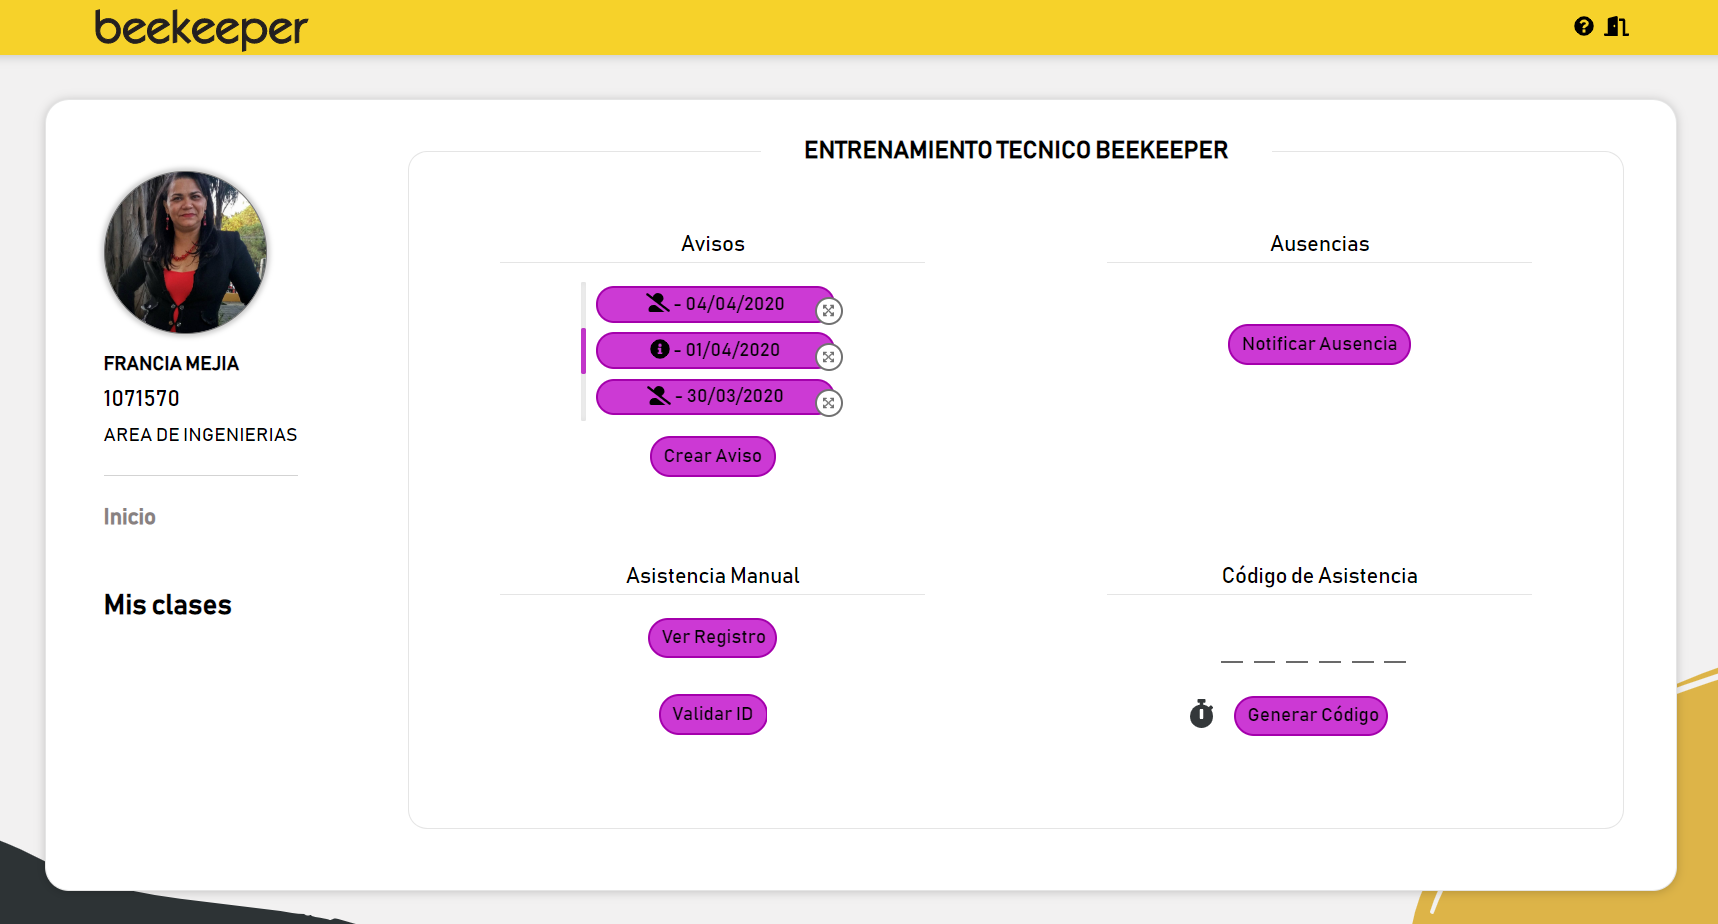 beekeeper
FRANCIA MEJIA
1071570
AREA DE INGENIERIAS
Inicio
Mis clases
ENTRENAMIENTO TECNICO BEEKEEPER
Avisos
- 04/04/2020
- 01/04/2020
- 30/03/2020
Crear Aviso
Ausencias
Notificar Ausencia
Asistencia Manual
Ver Registro
Validar ID
Código de Asistencia
_ _ _ _ _ _
Generar Código